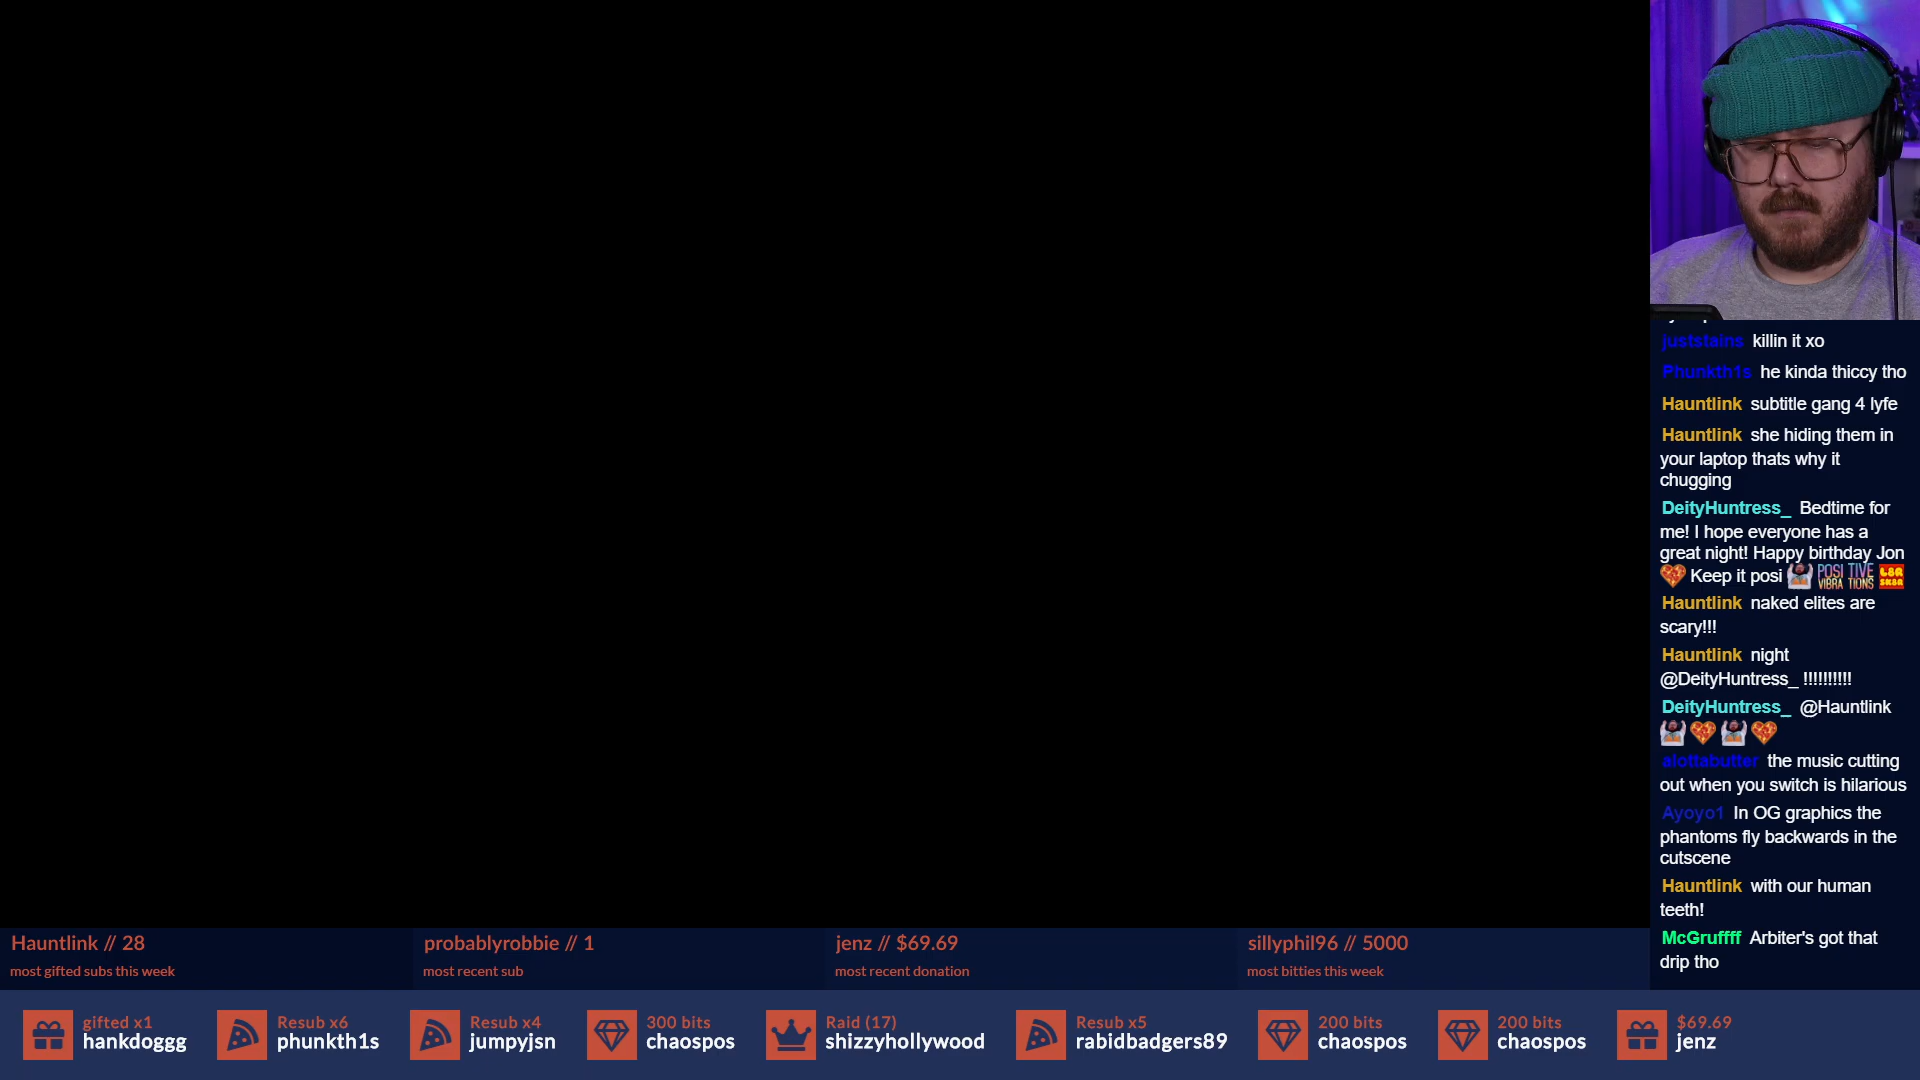 juststains killin it xo
Phunkth1s he kinda thiccy tho
Hauntlink subtitle gang 4 lyfe
Hauntlink she hiding them in
your laptop thats why it
chugging
DeityHuntress_ Bedtime for
me! I hope everyone has a
great night! Happy birthday Jon
Keep it posi POSI TIVE VIBRA TIONS L8R SK8R
Hauntlink naked elites are
scary!!!
Hauntlink night
@DeityHuntress_ !!!!!!!!!!
DeityHuntress_ @Hauntlink
alottabutter the music cutting
out when you switch is hilarious
Ayoyo1 In OG graphics the
phantoms fly backwards in the
cutscene
Hauntlink with our human
teeth!
McGruffff Arbiter's got that
drip tho
Hauntlink // 28
most gifted subs this week
probablyrobbie // 1
most recent sub
jenz // $69.69
most recent donation
sillyphil96 // 5000
most bitties this week
gifted x1
hankdoggg
Resub x6
phunkth1s
Resub x4
jumpyjsn
300 bits
chaospos
Raid (17)
shizzyhollywood
Resub x5
rabidbadgers89
200 bits
chaospos
200 bits
chaospos
$69.69
jenz